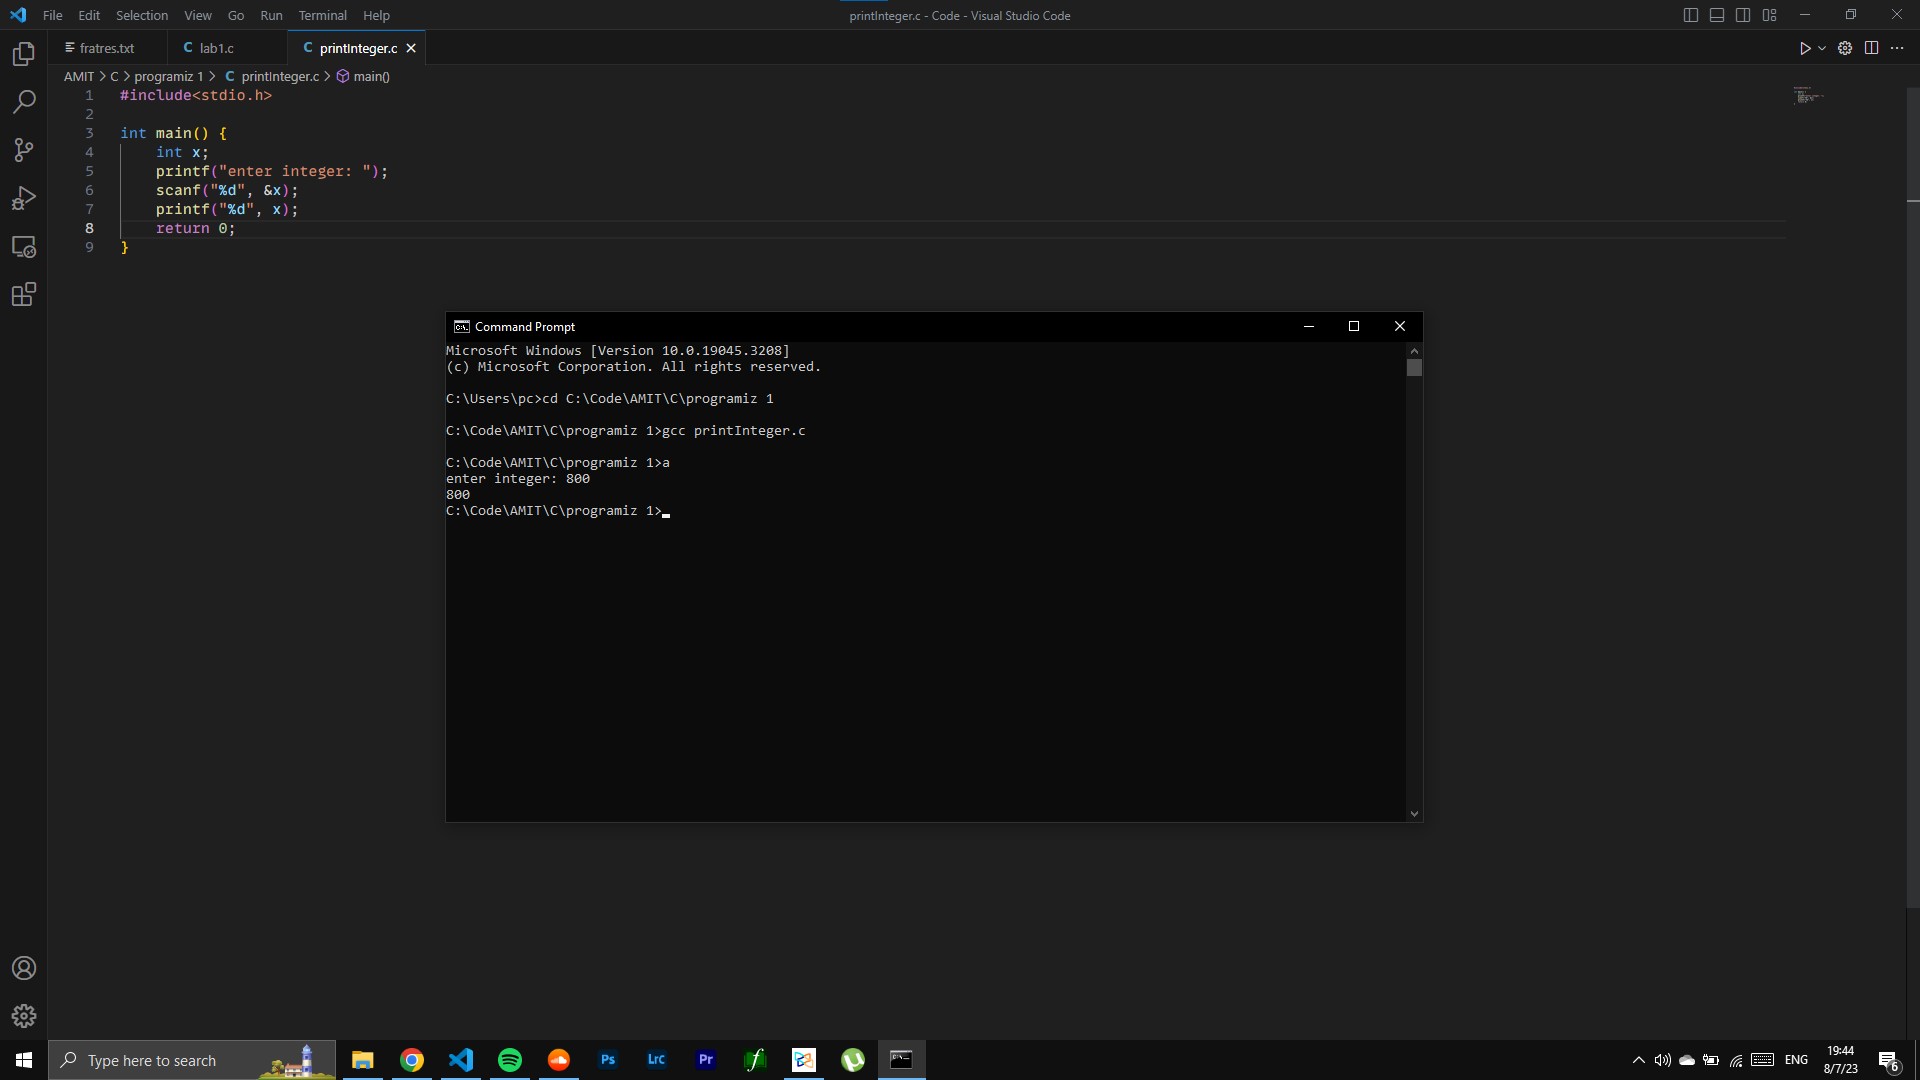 File Edit Selection View Go Run Terminal Help
printInteger.c - Code - Visual Studio Code
fratres.txt
C lab1.c
C printInteger.c
AMIT > C > programiz 1 > C printInteger.c > main()
1 #include<stdio.h>
2
3 int main() {
4 int x;
5 printf("enter integer: ");
6 scanf("%d", &x);
7 printf("%d", x);
8 return 0;
9 }
Command Prompt
Microsoft Windows [Version 10.0.19045.3208]
(c) Microsoft Corporation. All rights reserved.
C:\Users\pc>cd C:\Code\AMIT\C\programiz 1
C:\Code\AMIT\C\programiz 1>gcc printInteger.c
C:\Code\AMIT\C\programiz 1>a
enter integer: 800
800
C:\Code\AMIT\C\programiz 1>
Type here to search
Ps
LrC
Pr
ENG
19:44
8/7/23
6